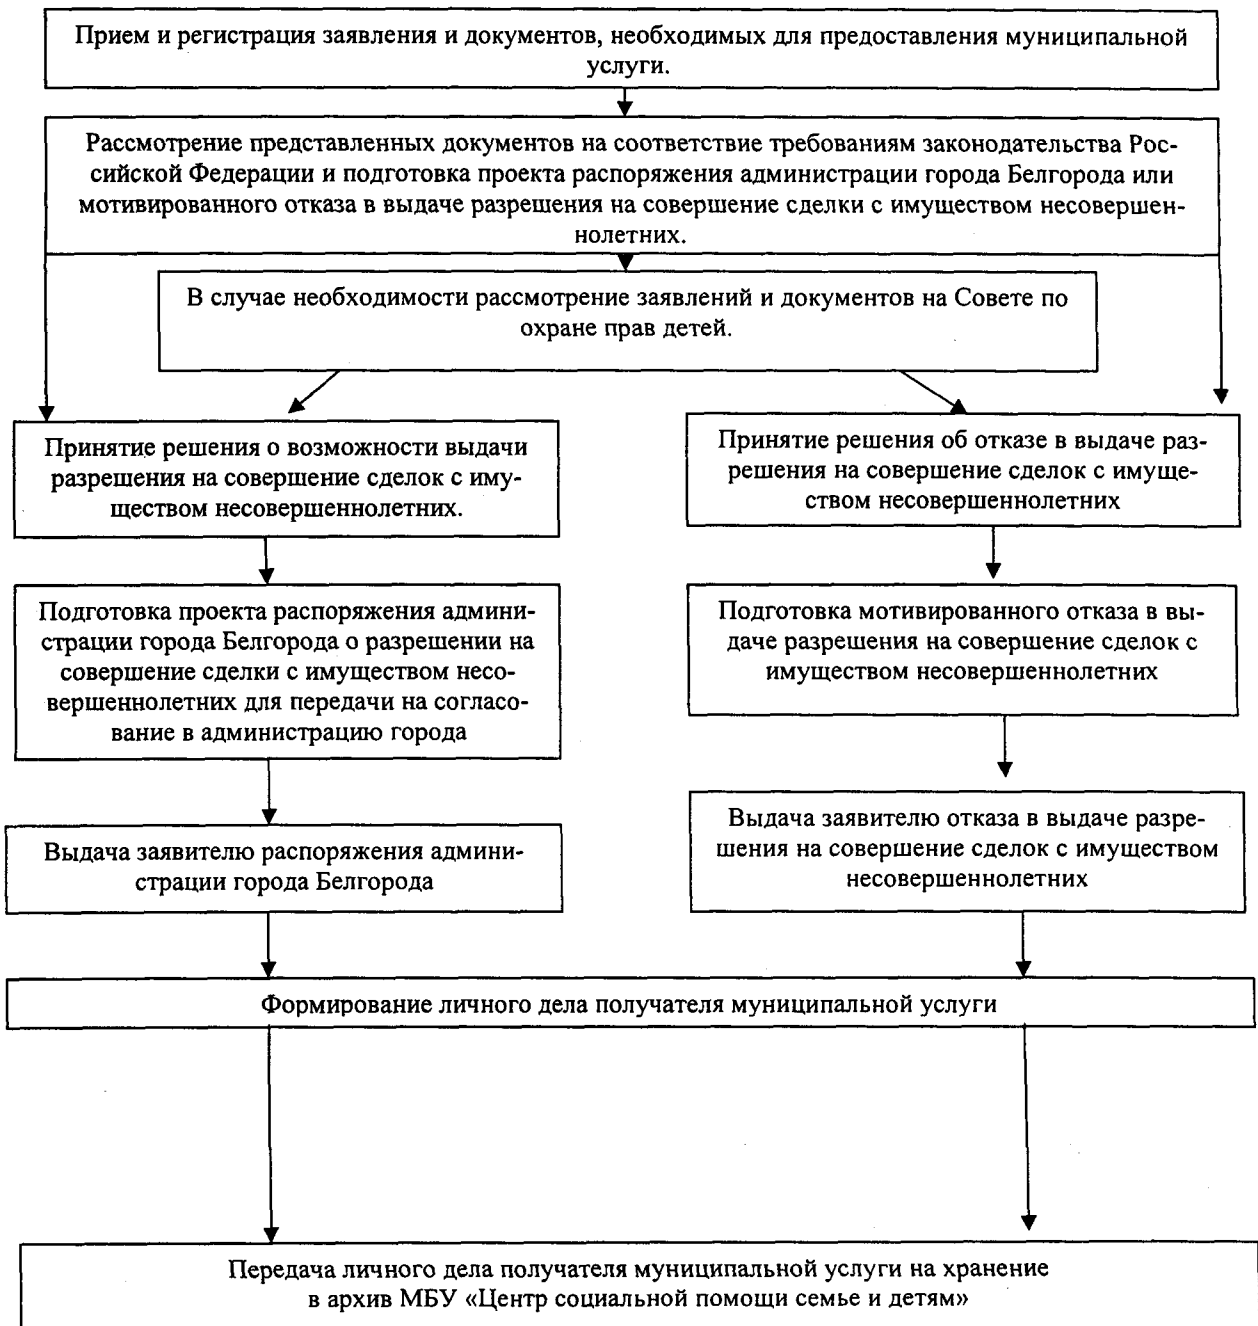 Прием и регистрация заявления и документов, необходимых для предоставления муниципальной
услуги.
Рассмотрение представленных документов на соответствие требованиям законодательства Рос-
сийской Федерации и подготовка проекта распоряжения администрации города Белгорода или
мотивированного отказа в выдаче разрешения на совершение сделки с имуществом несовершен-
нолетних.
В случае необходимости рассмотрение заявлений и документов на Совете по
охране прав детей.
Принятие решения о возможности выдачи
разрешения на совершение сделок с иму-
ществом несовершеннолетних.
Принятие решения об отказе в выдаче раз-
решения на совершение сделок с имуще-
ством несовершеннолетних
Подготовка проекта распоряжения админи-
страции города Белгорода о разрешении на
совершение сделки с имуществом несо-
вершеннолетних для передачи на согласо-
вание в администрацию города
Подготовка мотивированного отказа в вы-
даче разрешения на совершение сделок с
имуществом несовершеннолетних
Выдача заявителю распоряжения админи-
страции города Белгорода
Выдача заявителю отказа в выдаче разре-
шения на совершение сделок с имуществом
несовершеннолетних
Формирование личного дела получателя муниципальной услуги
Передача личного дела получателя муниципальной услуги на хранение
в архив МБУ «Центр социальной помощи семье и детям»